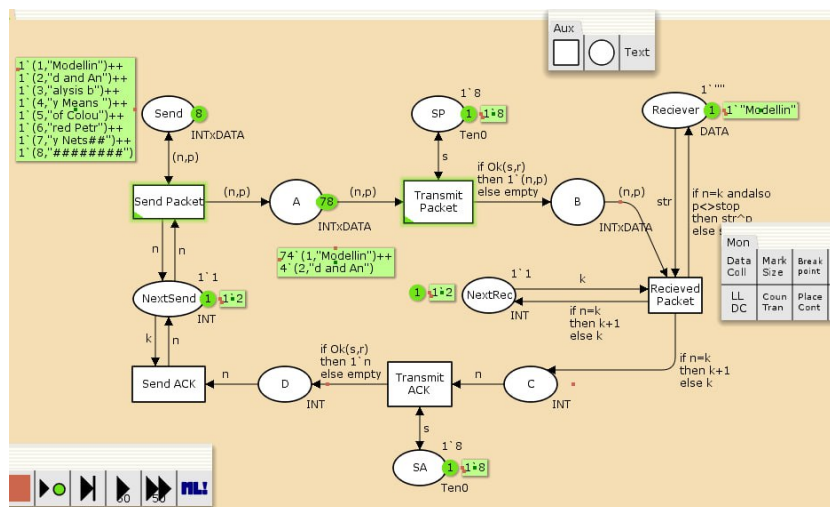 Aux
Text
1`(1,"Modellin")++
1`(2,"d and An")++
1`(3,"alysis b")++
1`(4,"y Means ")++
1`(5,"of Colou")++
1`(6,"red Petr")++
1`(7,"y Nets##")++
1`(8,"########")
Send
8
INTxDATA
1`8
SP
1
1`8
Ten0
1`""
Reciever
1
1`"Modellin"
DATA
(n,p)
s
if Ok(s,r)
then 1`(n,p)
else empty
Send Packet
(n,p)
A
78
(n,p)
INTxDATA
Transmit
Packet
B
(n,p)
INTxDATA
str
if n=k andalso
p<>stop
then str^p
else s
74`(1,"Modellin")++
4`(2,"d and An")
Mon
Data
Coll
Mark
Size
Break
point
LL
DC
Coun
Tran
Place
Cont
n
n
1`1
NextSend
1
1`2
INT
1
1`2
1`1
NextRec
INT
k
if n=k
then k+1
else k
Recieved
Packet
k
n
Send ACK
n
D
INT
if Ok(s,r)
then 1`n
else empty
Transmit
ACK
n
C
INT
if n=k
then k+1
else k
s
1`8
SA
1
1`8
Ten0
60
50
ML!